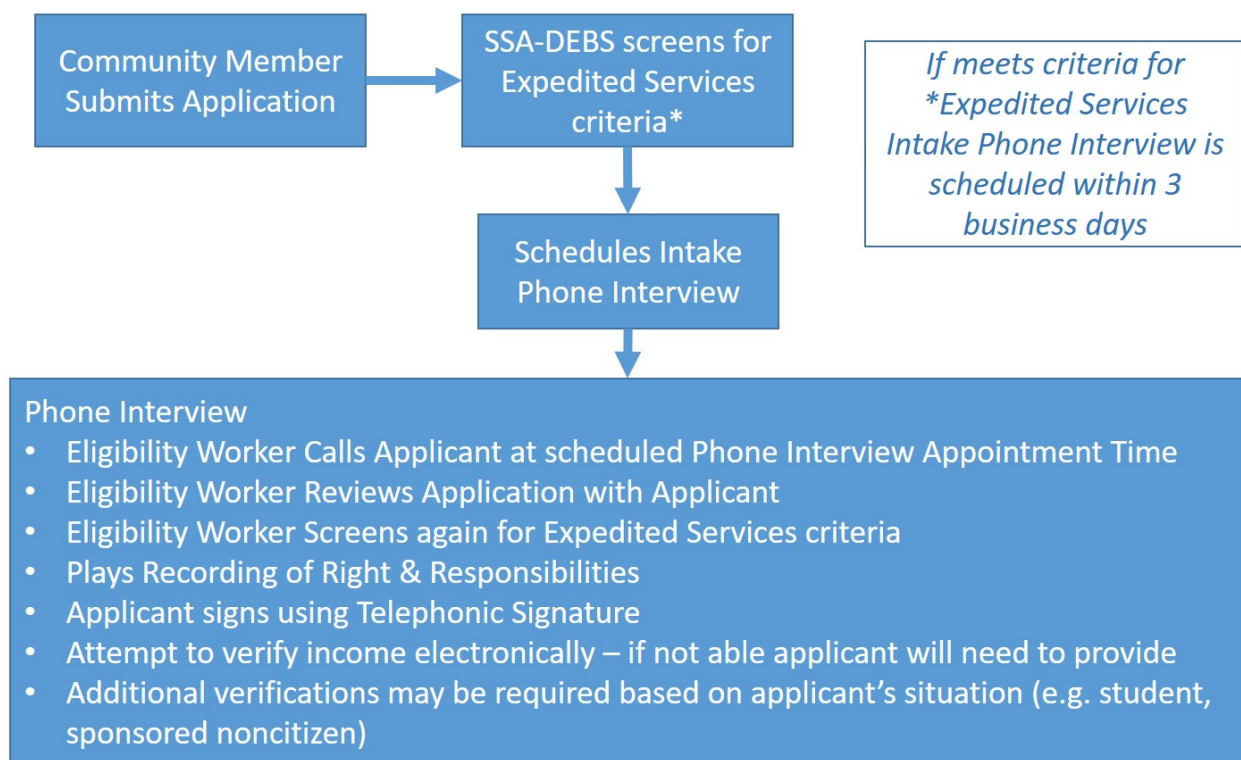 Community Member
Submits Application
SSA-DEBS screens for
Expedited Services
criteria*
If meets criteria for
*Expedited Services
Intake Phone Interview is
scheduled within 3
business days
Schedules Intake
Phone Interview
Phone Interview
• Eligibility Worker Calls Applicant at scheduled Phone Interview Appointment Time
• Eligibility Worker Reviews Application with Applicant
• Eligibility Worker Screens again for Expedited Services criteria
• Plays Recording of Right & Responsibilities
• Applicant signs using Telephonic Signature
• Attempt to verify income electronically – if not able applicant will need to provide
• Additional verifications may be required based on applicant’s situation (e.g. student,
sponsored noncitizen)